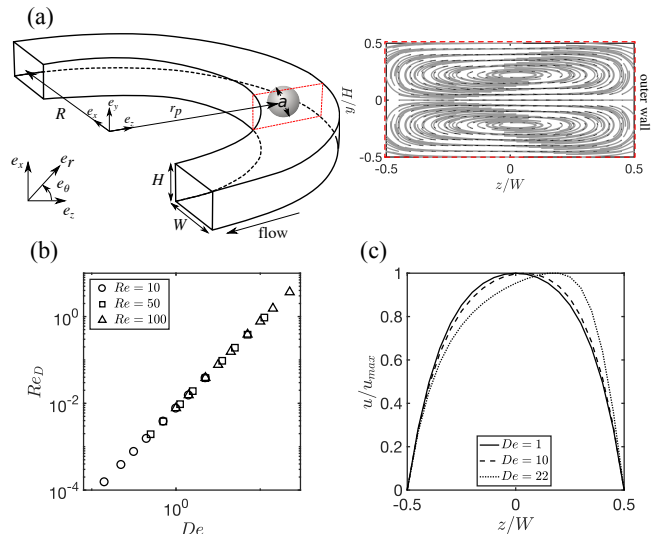 (a)
R
e_x
e_y
e_z
r_p
a
H
W
flow
e_x
e_r
e_θ
e_z
0.5
0
-0.5
y/H
-0.5
0
0.5
z/W
outer wall
(b)
Re = 10
Re = 50
Re = 100
10^0
10^-2
10^-4
Re_D
10^0
De
(c)
1
0.8
0.6
0.4
0.2
0
u/u_max
De = 1
De = 10
De = 22
-0.5
0
0.5
z/W